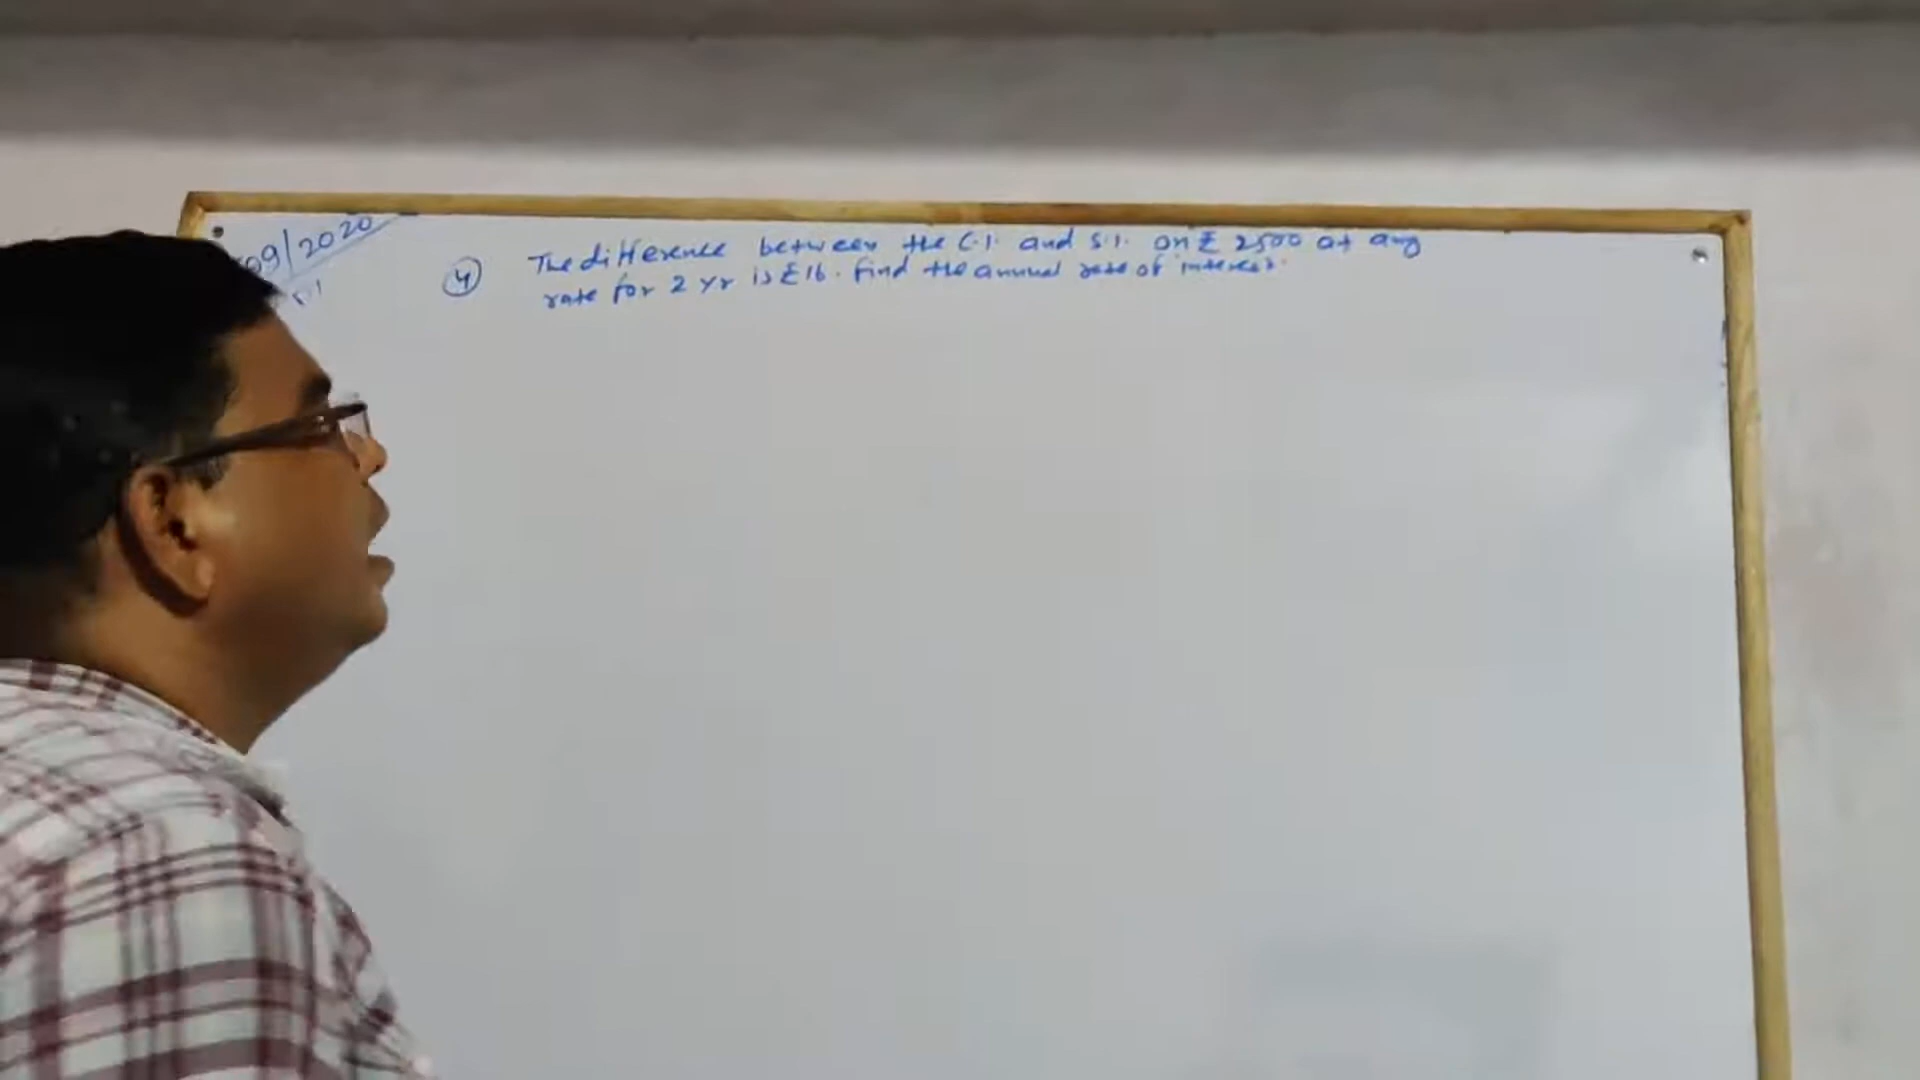 09/2020
④ The difference between the C.I. and S.I. on ₹ 2500 at any
rate for 2 yr is ₹16. Find the annual rate of interest.